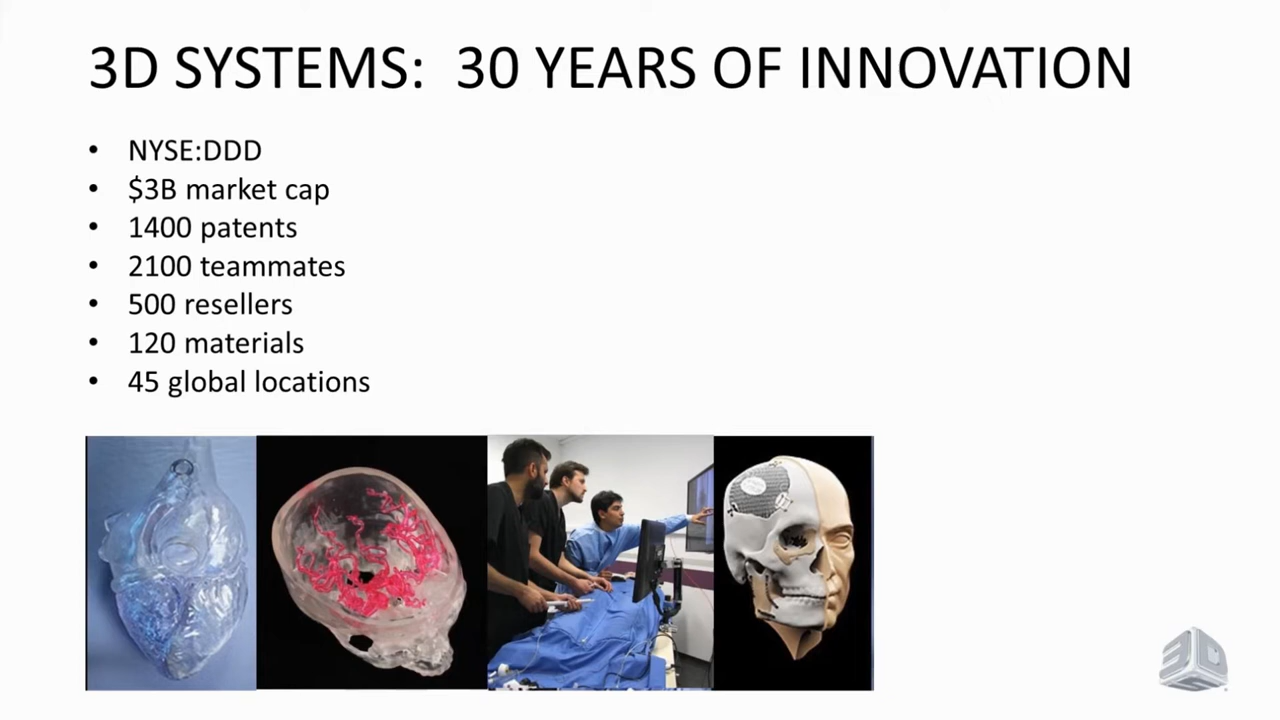 3D SYSTEMS: 30 YEARS OF INNOVATION
• NYSE:DDD
• $3B market cap
• 1400 patents
• 2100 teammates
• 500 resellers
• 120 materials
• 45 global locations
3D